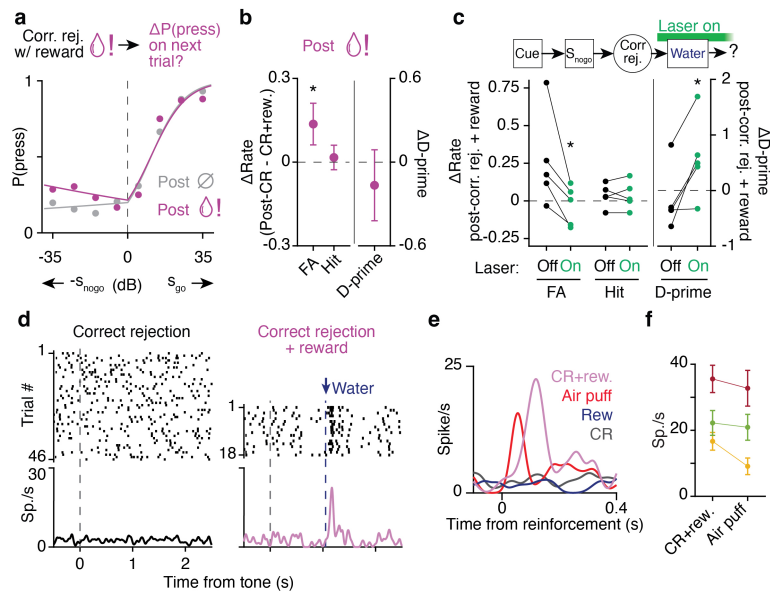 a
Corr. rej.
w/ reward
!
ΔP(press)
on next
trial?
P(press)
1
0
Post ∅
Post !
-35
0
35
-s_nogo (dB) s_go
b
Post !
ΔRate
(Post-CR - CR+rew.)
0.3
0
-0.3
*
0.6
0
-0.6
ΔD-prime
FA
Hit
D-prime
c
Laser on
Cue
S_nogo
Corr
rej.
Water
?
ΔRate
post-corr. rej. + reward
0.75
0.50
0.25
0
-0.25
*
*
2
1
0
-1
ΔD-prime
post-corr. rej. + reward
Laser: Off On Off On Off On
FA Hit D-prime
d
Correct rejection
Trial #
1
46
Sp./s
30
0
0 1 2
Time from tone (s)
Correct rejection
+ reward
Water
1
18
e
Spike/s
25
0
CR+rew.
Air puff
Rew
CR
0 0.4
Time from reinforcement (s)
f
Sp./s
40
20
0
CR+rew.
Air puff